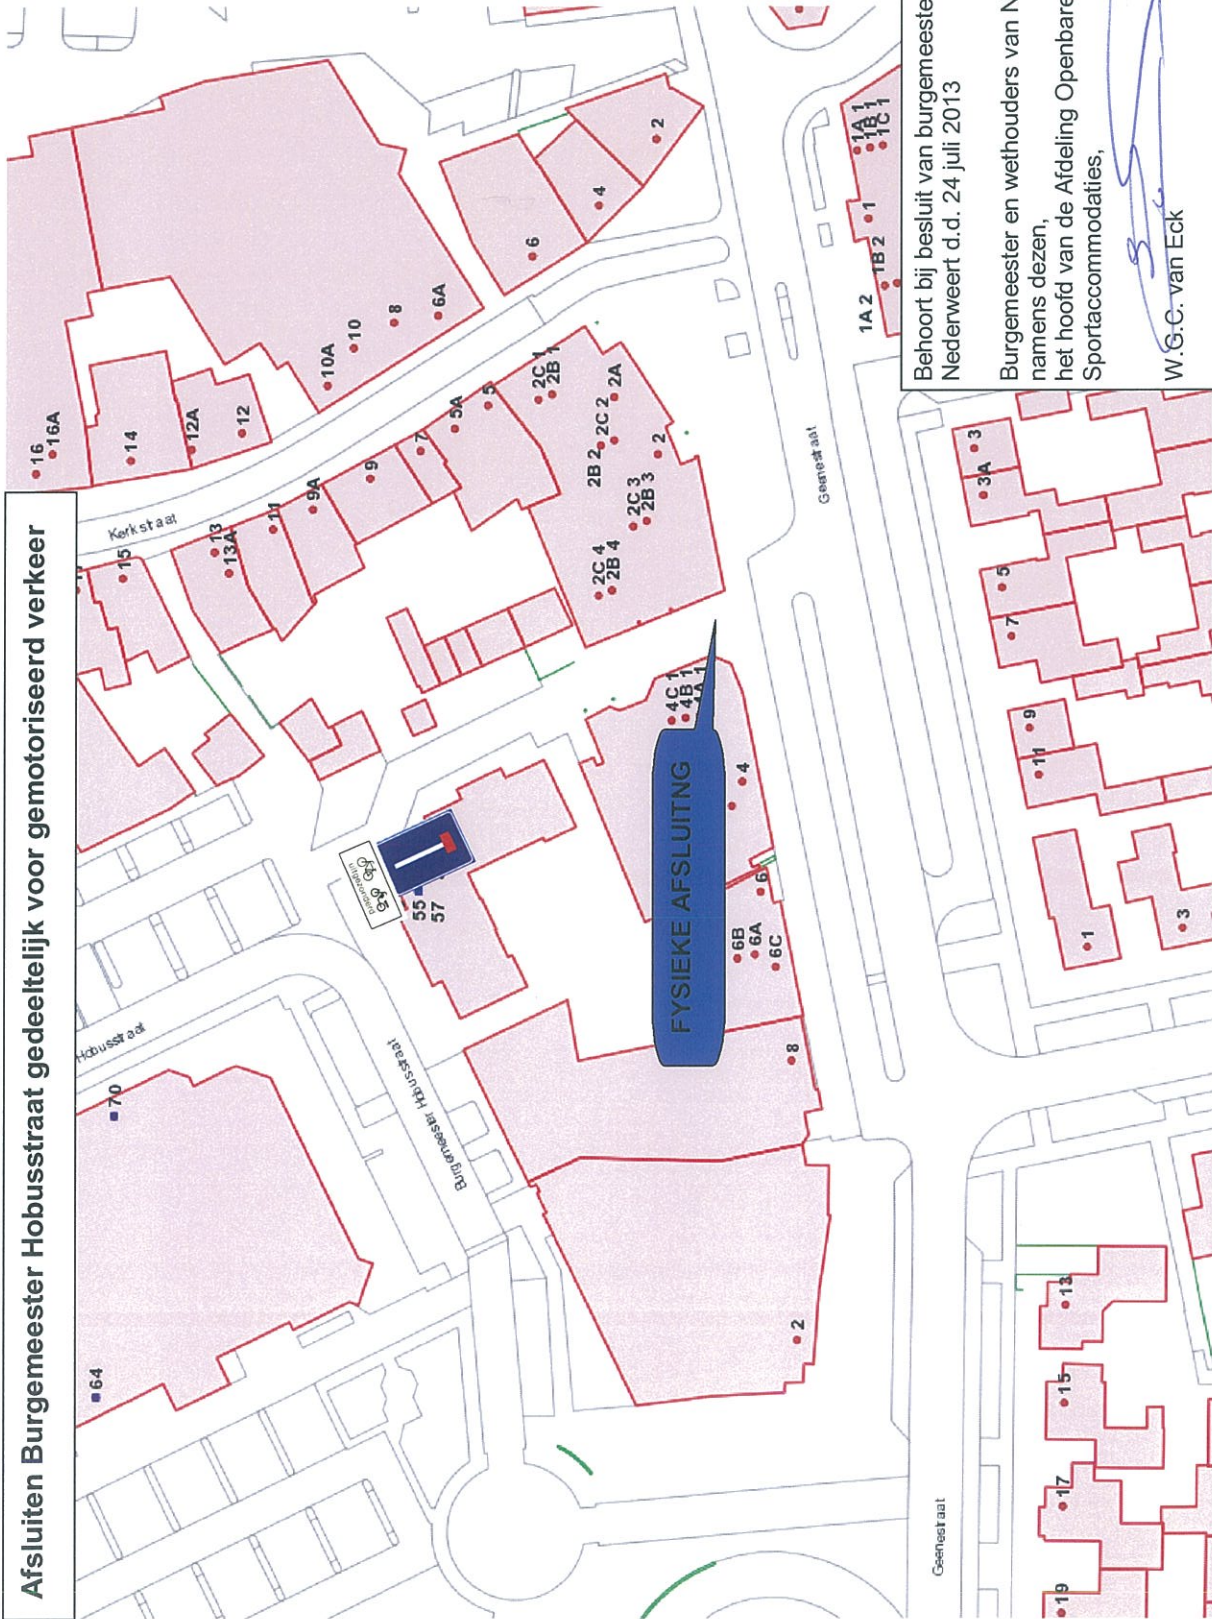 Afsluiten Burgemeester Hobusstraat gedeeltelijk voor gemotoriseerd verkeer
16
16A
14
12A
12
10A
10
8
6A
6
4
2
Kerkstraat
15
13
13A
11
9A
9
7
5A
5
2C 1
2B 1
2A
2C 2
2B 2
2
2C 3
2B 3
2C 4
2B 4
Geenestraat
1A 1
1B 1
1C 1
1
1B 2
1A 2
Hobusstraat
70
64
Burgemeester Hobusstraat
uitgezonderd
55
57
FYSIEKE AFSLUITNG
4C 1
4B 1
4A 1
4
6
6B
6A
6C
8
2
3
3A
5
7
9
11
1
3
13
15
17
19
Geenestraat
Behoort bij besluit van burgemeeste
Nederweert d.d. 24 juli 2013
Burgemeester en wethouders van N
namens dezen,
het hoofd van de Afdeling Openbare
Sportaccommodaties,
W.G.C. van Eck